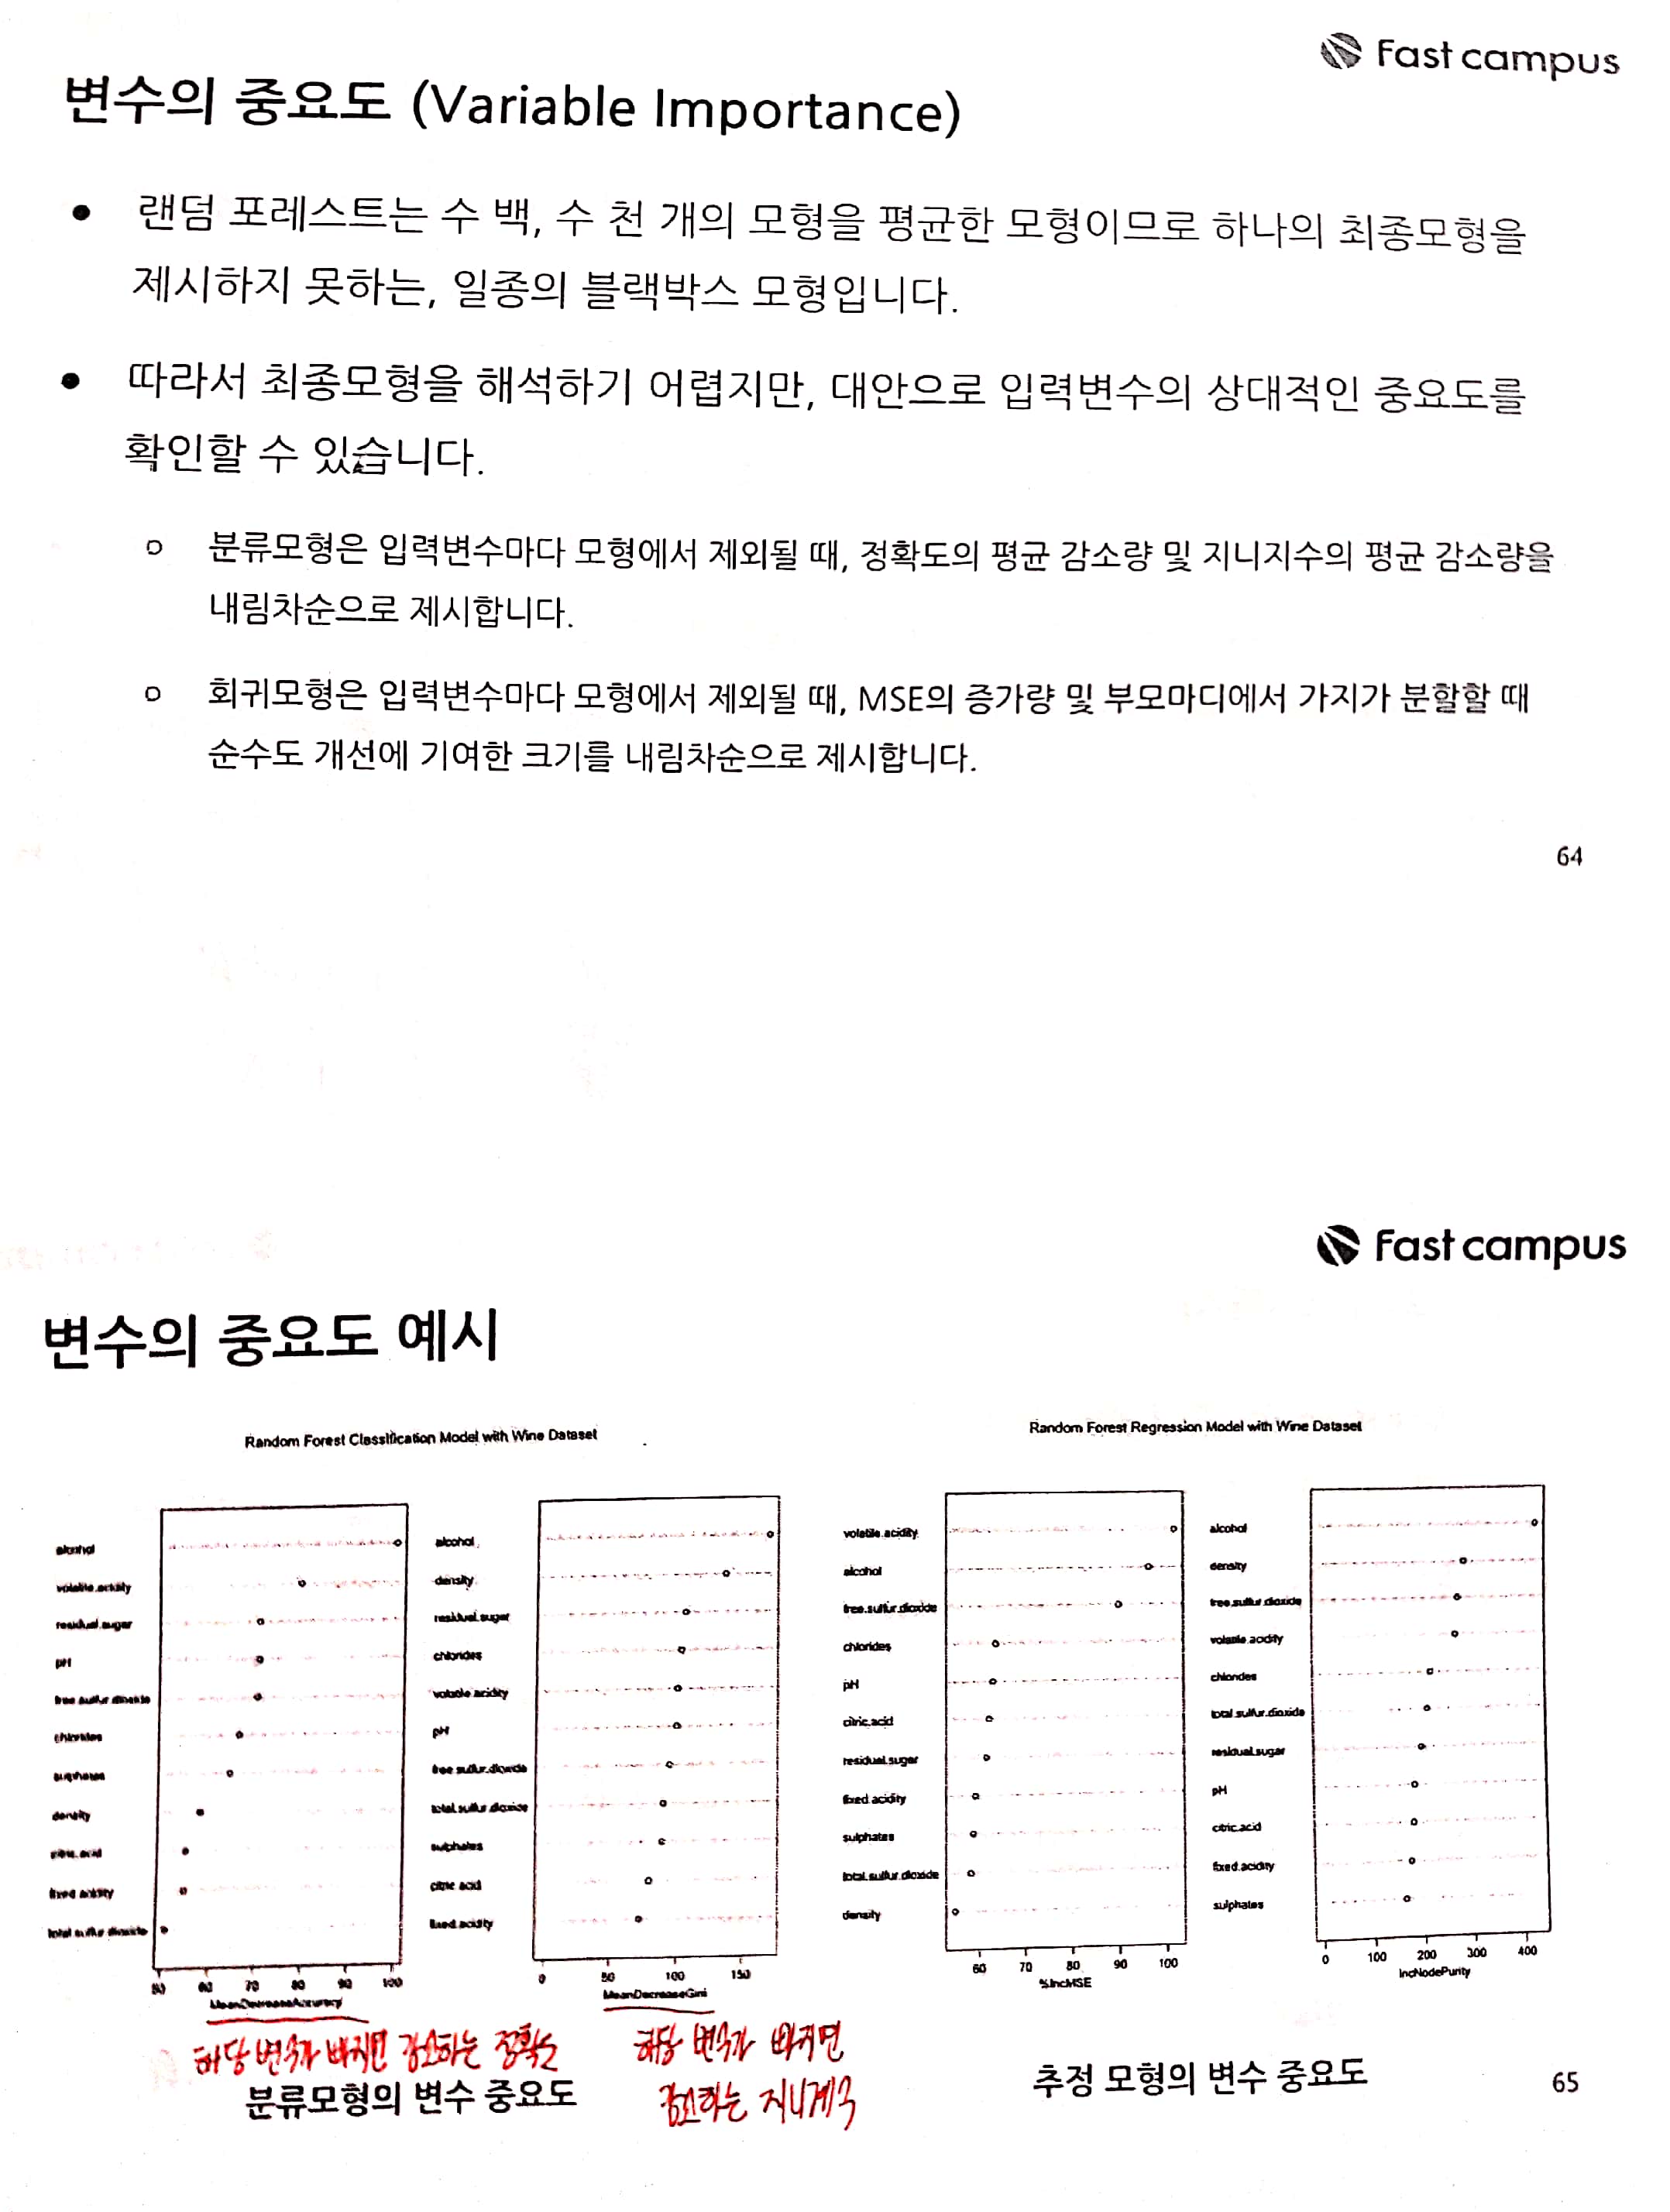 Fast campus
변수의 중요도 (Variable Importance)
● 랜덤 포레스트는 수 백, 수 천 개의 모형을 평균한 모형이므로 하나의 최종모형을
제시하지 못하는, 일종의 블랙박스 모형입니다.
● 따라서 최종모형을 해석하기 어렵지만, 대안으로 입력변수의 상대적인 중요도를
확인할 수 있습니다.
○ 분류모형은 입력변수마다 모형에서 제외될 때, 정확도의 평균 감소량 및 지니지수의 평균 감소량을
내림차순으로 제시합니다.
○ 회귀모형은 입력변수마다 모형에서 제외될 때, MSE의 증가량 및 부모마디에서 가지가 분할할 때
순수도 개선에 기여한 크기를 내림차순으로 제시합니다.
64
Fast campus
변수의 중요도 예시
Random Forest Classification Model with Wine Dataset
alcohol
volatile.acidity
residual.sugar
pH
free.sulfur.dioxide
chlorides
sulphates
density
citric.acid
fixed.acidity
total.sulfur.dioxide
50 60 70 80 90 100
MeanDecreaseAccuracy
alcohol
density
residual.sugar
chlorides
volatile.acidity
pH
free.sulfur.dioxide
total.sulfur.dioxide
sulphates
citric.acid
fixed.acidity
0 50 100 150
MeanDecreaseGini
Random Forest Regression Model with Wine Dataset
volatile.acidity
alcohol
free.sulfur.dioxide
chlorides
pH
citric.acid
residual.sugar
fixed.acidity
sulphates
total.sulfur.dioxide
density
60 70 80 90 100
%IncMSE
alcohol
density
free.sulfur.dioxide
volatile.acidity
chlorides
total.sulfur.dioxide
residual.sugar
pH
citric.acid
fixed.acidity
sulphates
0 100 200 300 400
IncNodePurity
해당 변수가 빠지면 감소하는 정확도
해당 변수가 빠지면
감소하는 지니계수
분류모형의 변수 중요도
추정 모형의 변수 중요도
65